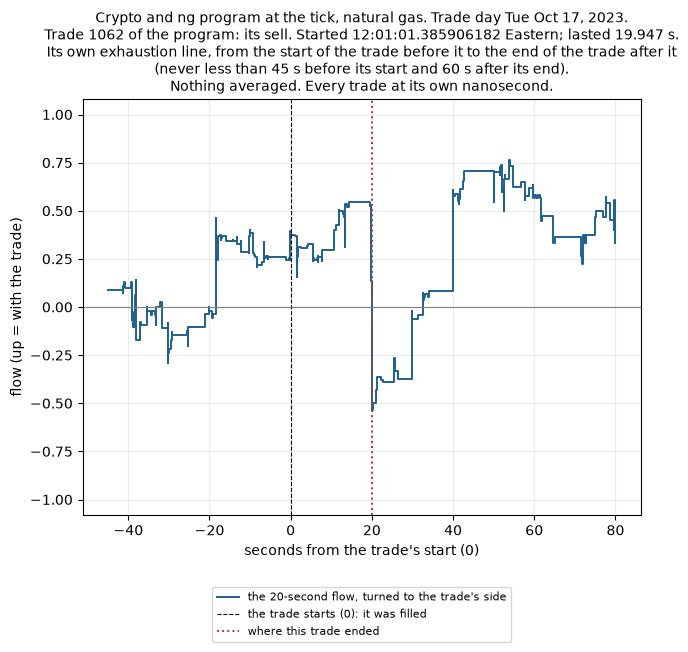 Crypto and ng program at the tick, natural gas. Trade day Tue Oct 17, 2023.
Trade 1062 of the program: its sell. Started 12:01:01.385906182 Eastern; lasted 19.947 s.
Its own exhaustion line, from the start of the trade before it to the end of the trade after it
(never less than 45 s before its start and 60 s after its end).
Nothing averaged. Every trade at its own nanosecond.
1.00
0.75
0.50
0.25
0.00
−0.25
−0.50
−0.75
−1.00
flow (up = with the trade)
−40
−20
0
20
40
60
80
seconds from the trade's start (0)
the 20-second flow, turned to the trade's side
the trade starts (0): it was filled
where this trade ended